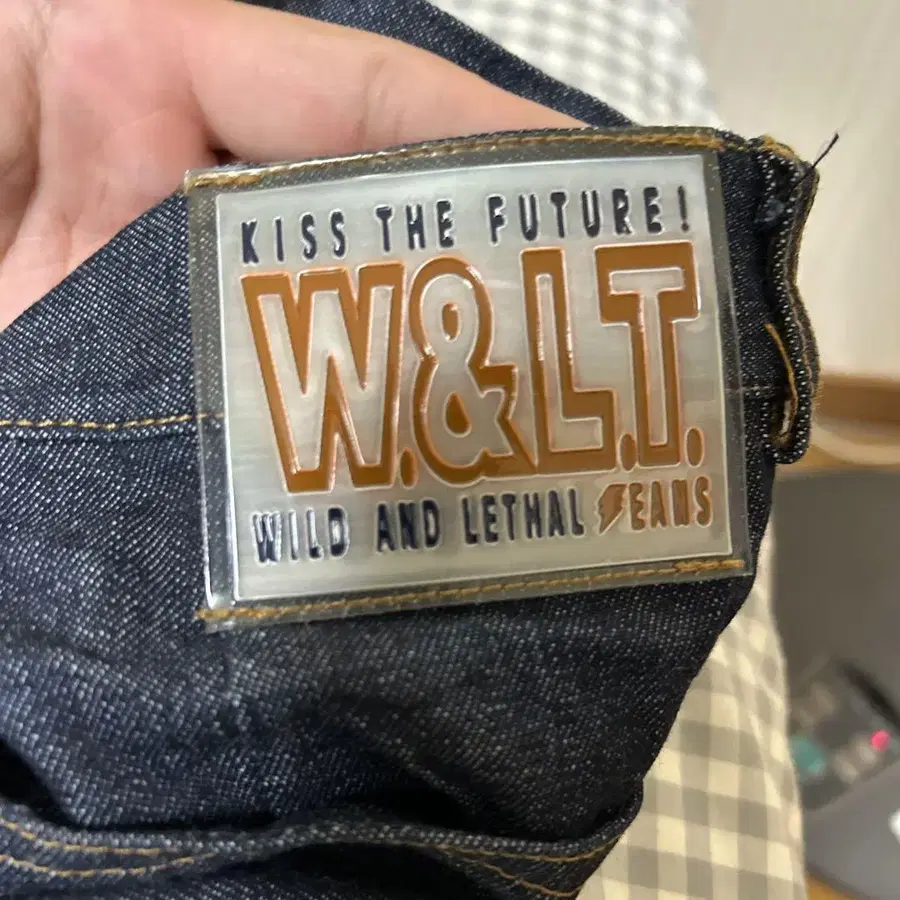 KISS THE FUTURE!
W.&L.T.
WILD AND LETHAL JEANS